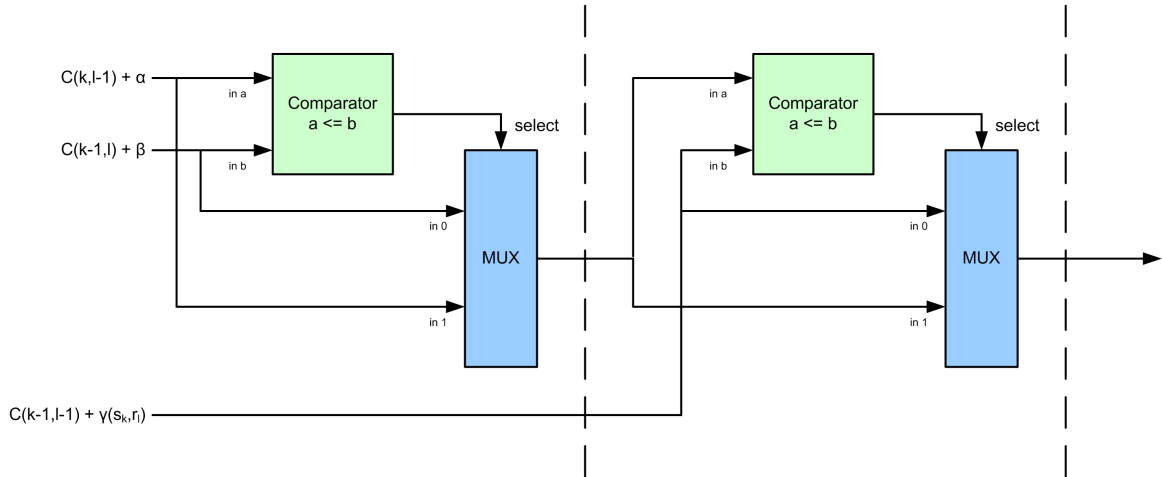 C(k,l-1) + α
in a
Comparator
a <= b
select
C(k-1,l) + β
in b
in 0
MUX
in 1
in a
Comparator
a <= b
select
in b
in 0
MUX
in 1
C(k-1,l-1) + γ(sk,rl)